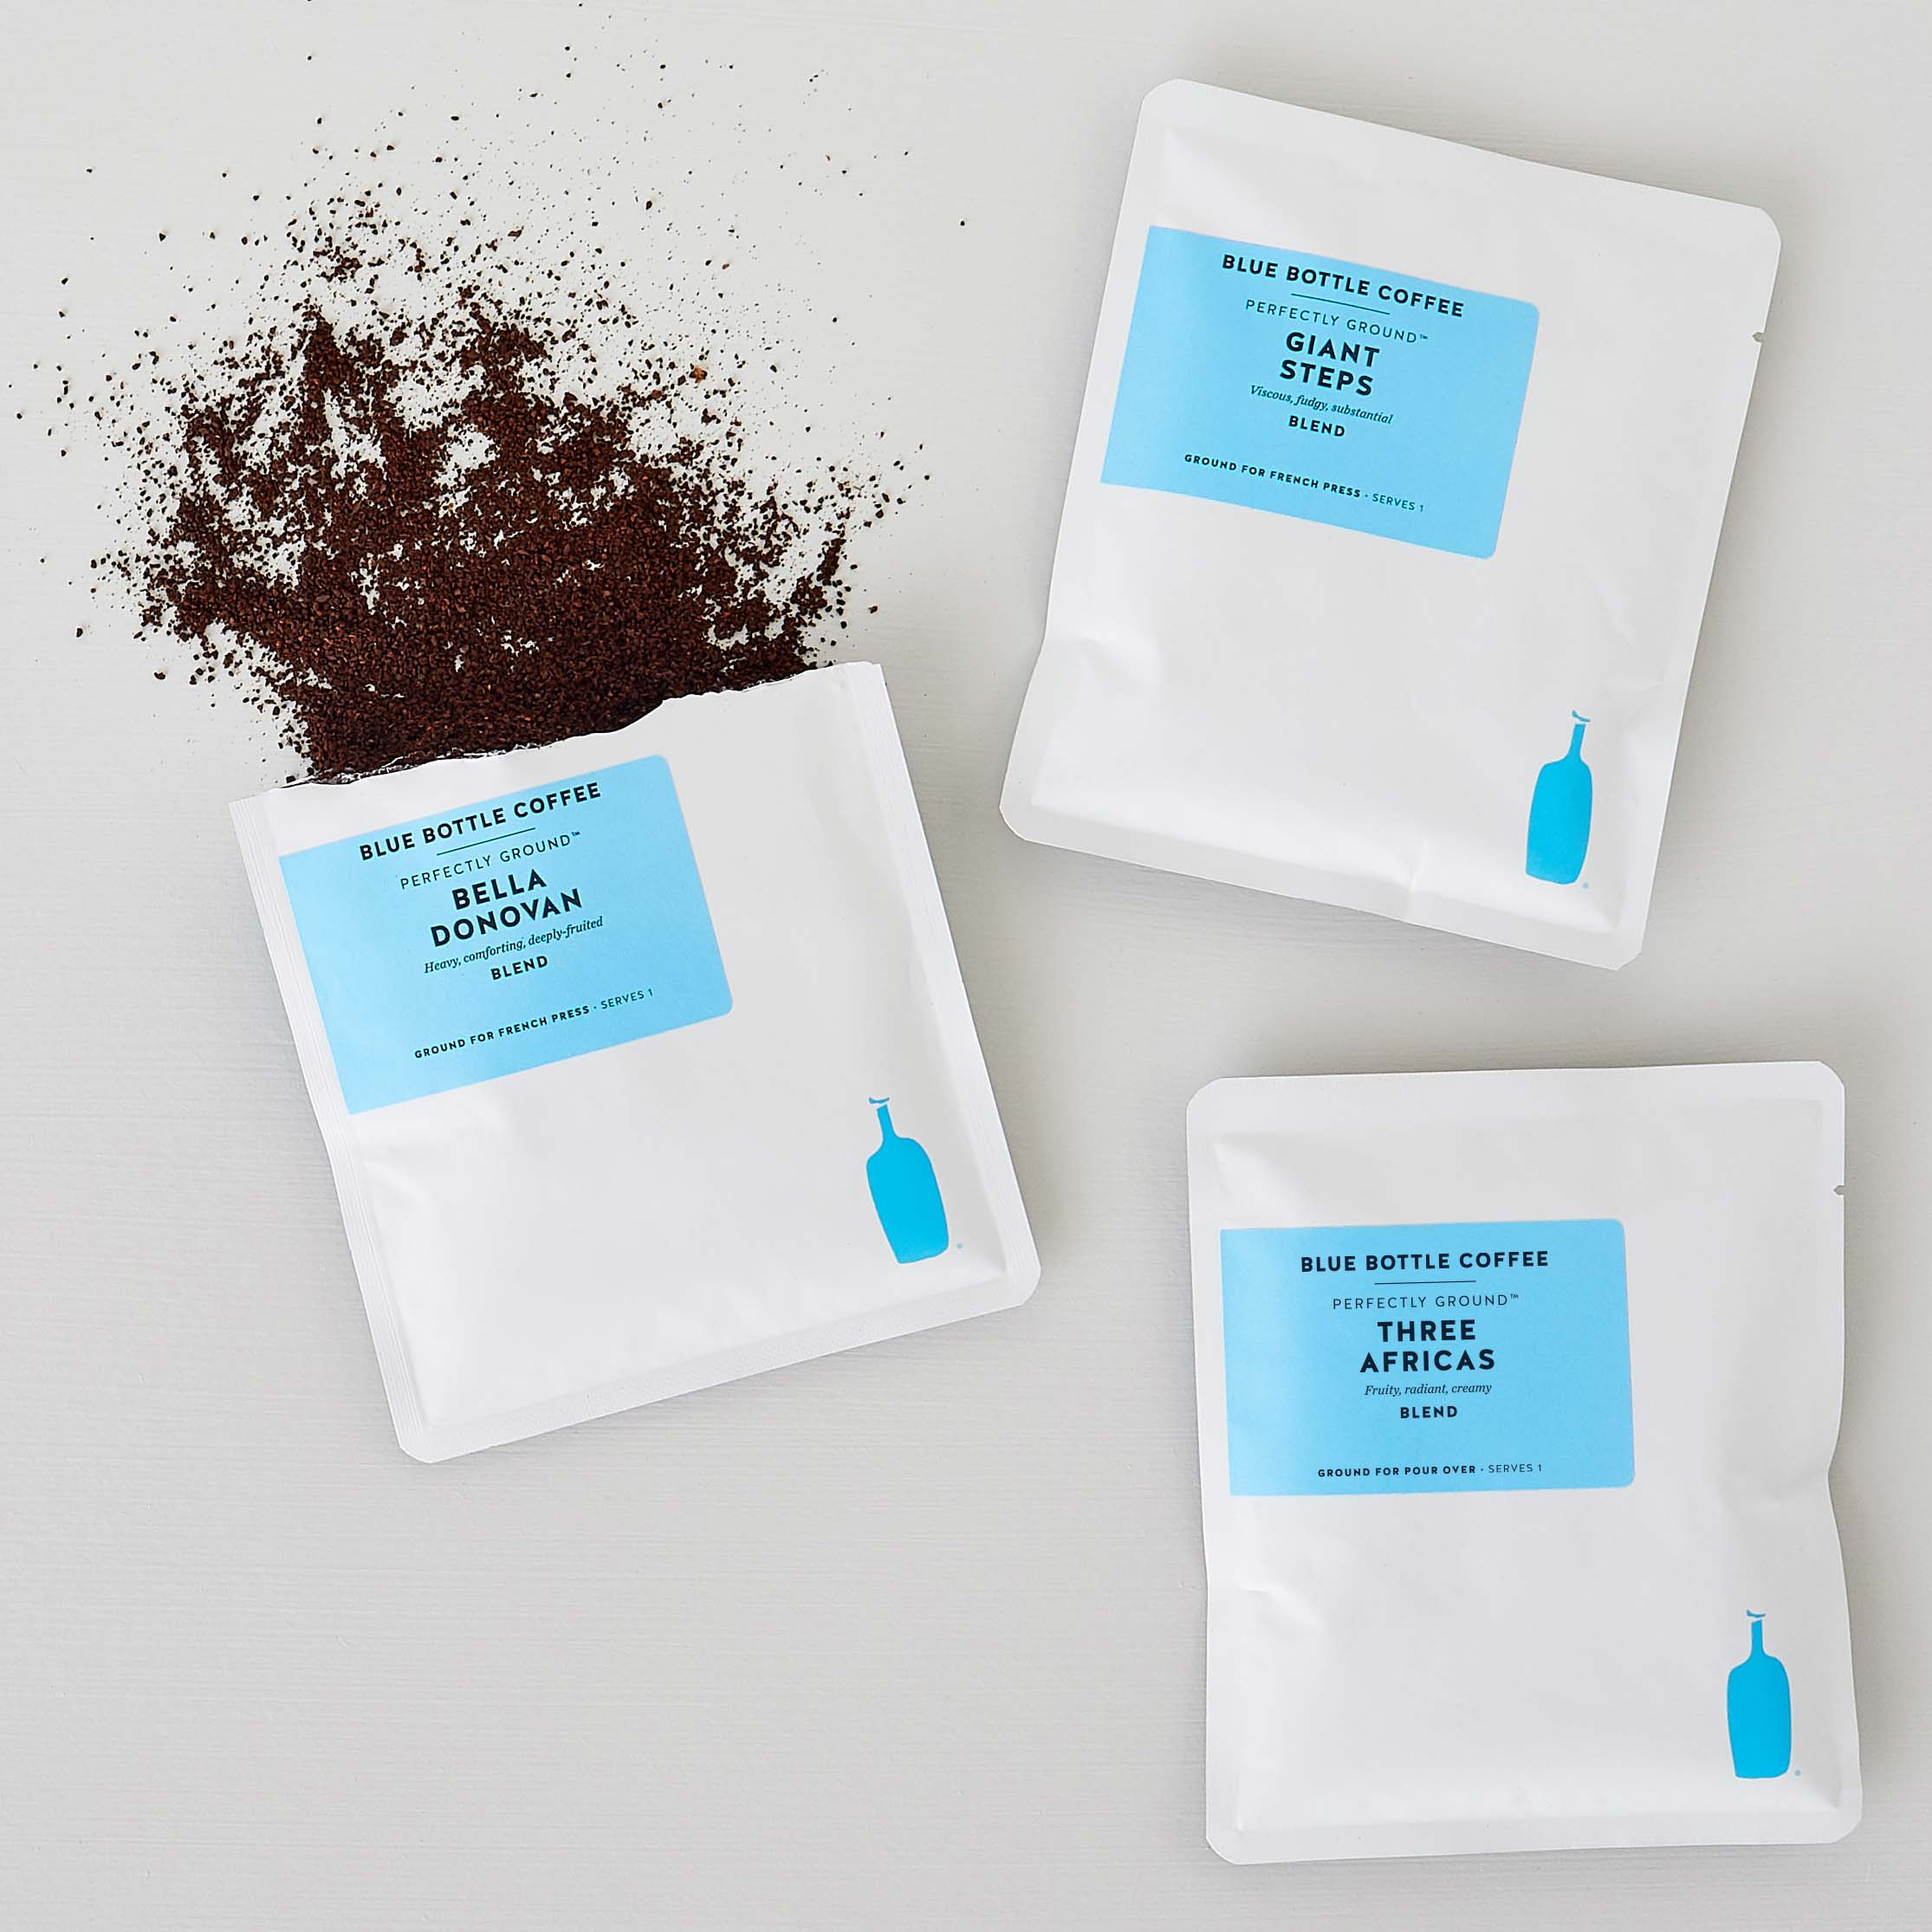 BLUE BOTTLE COFFEE
PERFECTLY GROUND™
GIANT
STEPS
Viscous, fudgy, substantial
BLEND
GROUND FOR FRENCH PRESS · SERVES 1
BLUE BOTTLE COFFEE
PERFECTLY GROUND™
BELLA
DONOVAN
Heavy, comforting, deeply-fruited
BLEND
GROUND FOR FRENCH PRESS · SERVES 1
BLUE BOTTLE COFFEE
PERFECTLY GROUND™
THREE
AFRICAS
Fruity, radiant, creamy
BLEND
GROUND FOR POUR OVER · SERVES 1